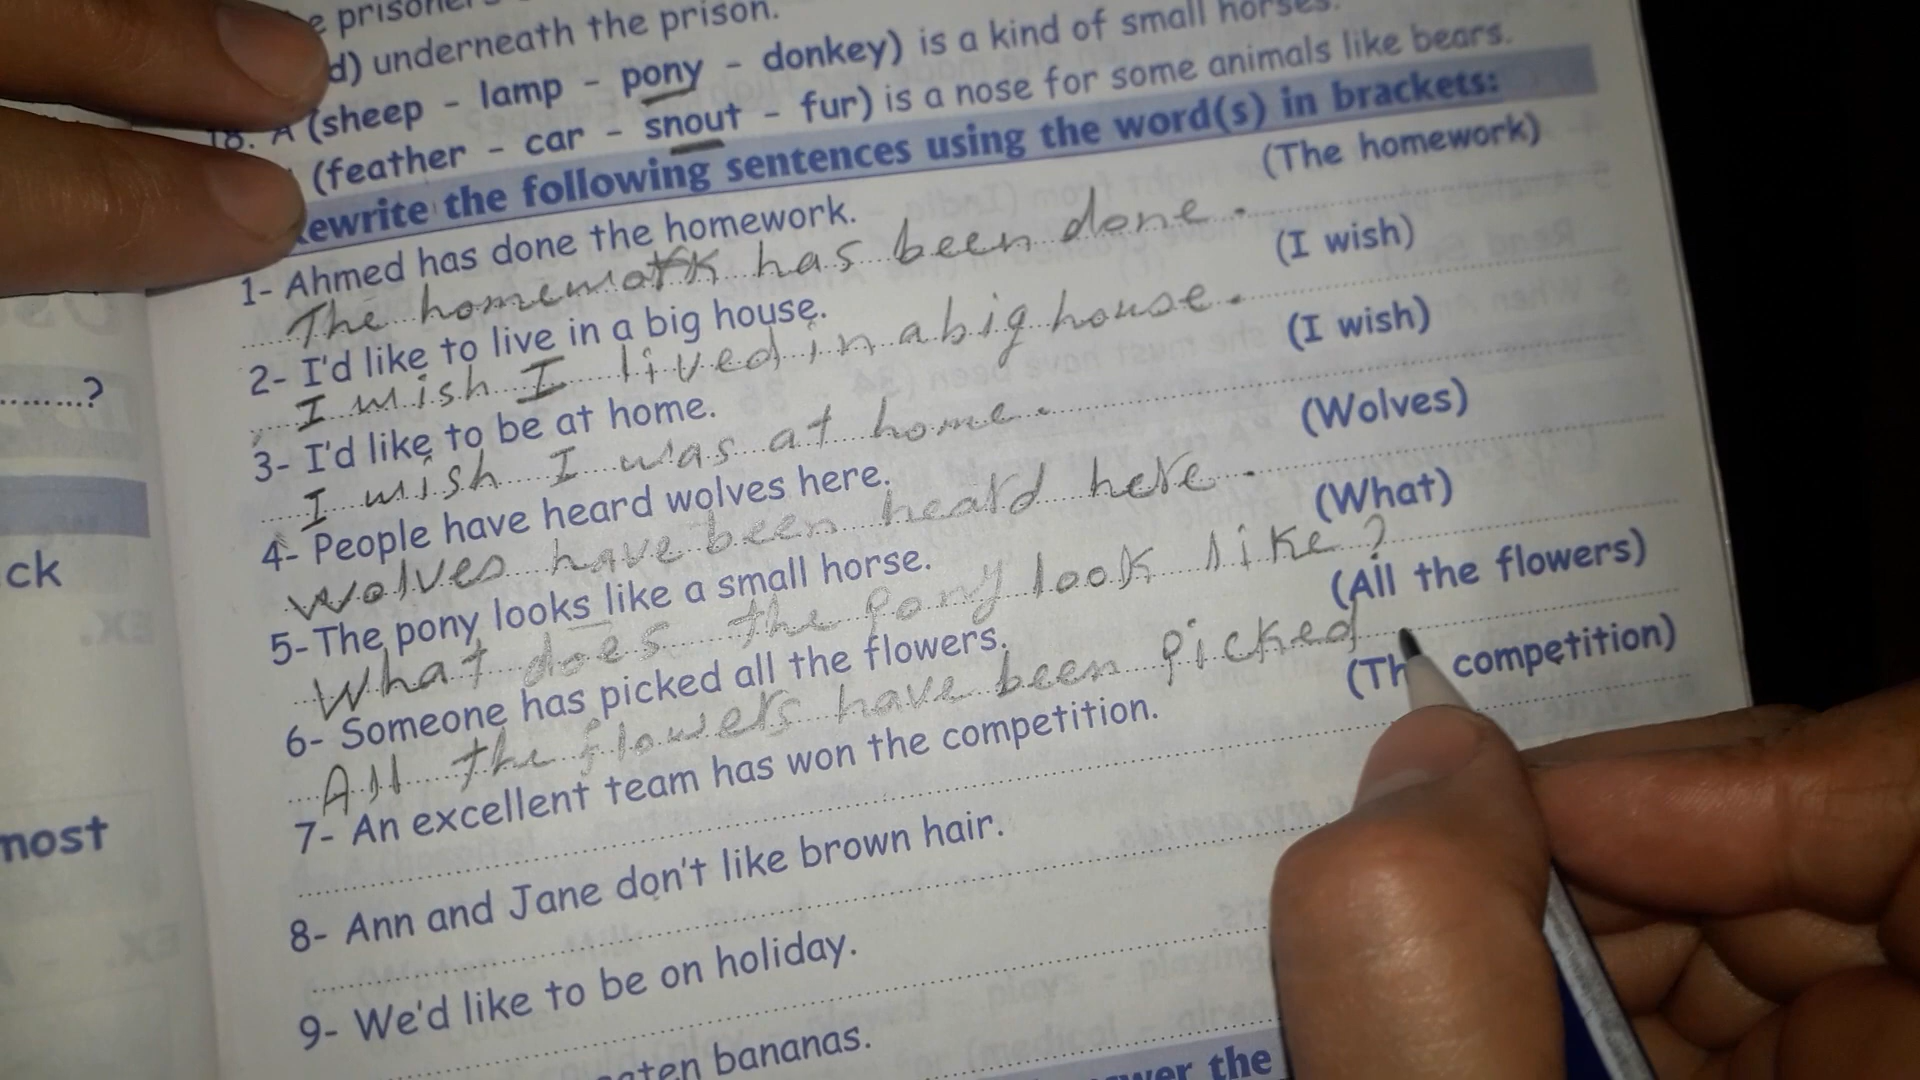 prisoners
d) underneath the prison.
18. A (sheep - lamp - pony - donkey) is a kind of small horses.
(feather - car - snout - fur) is a nose for some animals like bears.
ewrite the following sentences using the word(s) in brackets:
1- Ahmed has done the homework. (The homework)
The homework has been done.
2- I'd like to live in a big house. (I wish)
I wish I lived in a big house.
3- I'd like to be at home. (I wish)
I wish I was at home.
4- People have heard wolves here. (Wolves)
Wolves have been heard here.
5- The pony looks like a small horse. (What)
What does the pony look like?
6- Someone has picked all the flowers. (All the flowers)
All the flowers have been picked
7- An excellent team has won the competition. (Th competition)
8- Ann and Jane don't like brown hair.
9- We'd like to be on holiday.
aten bananas.
wer the
........?
ck
most
EX.
EX.